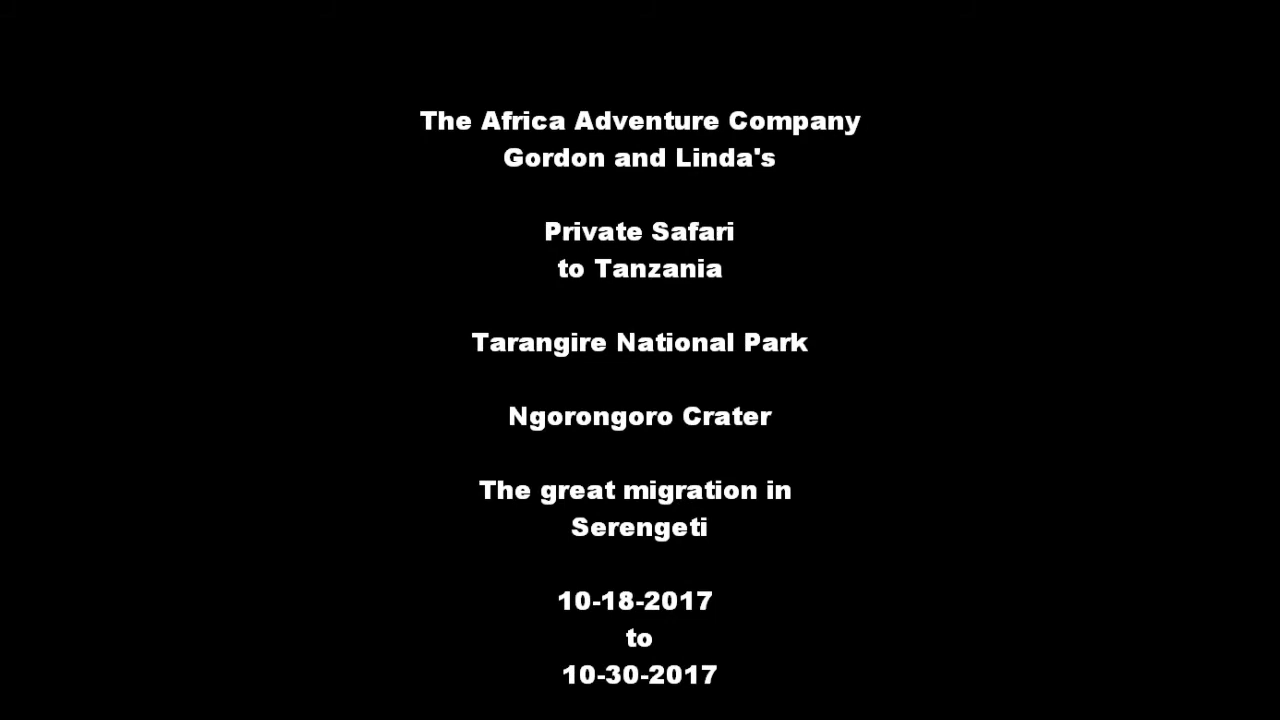 The Africa Adventure Company
Gordon and Linda's
Private Safari
to Tanzania
Tarangire National Park
Ngorongoro Crater
The great migration in
Serengeti
10-18-2017
to
10-30-2017